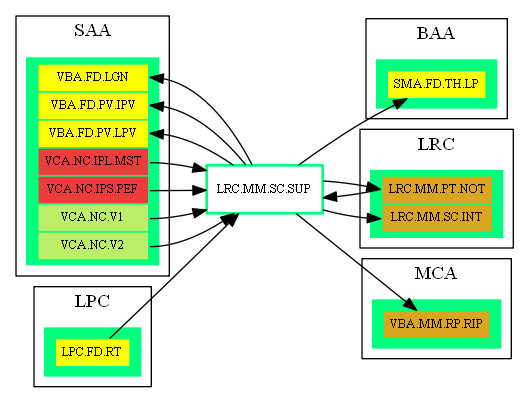 SAA
VBA.FD.LGN
VBA.FD.PV.IPV
VBA.FD.PV.LPV
VCA.NC.IPL.MST
VCA.NC.IPS.PEF
VCA.NC.V1
VCA.NC.V2
LPC
LPC.FD.RT
LRC.MM.SC.SUP
BAA
SMA.FD.TH.LP
LRC
LRC.MM.PT.NOT
LRC.MM.SC.INT
MCA
VBA.MM.RP.RIP